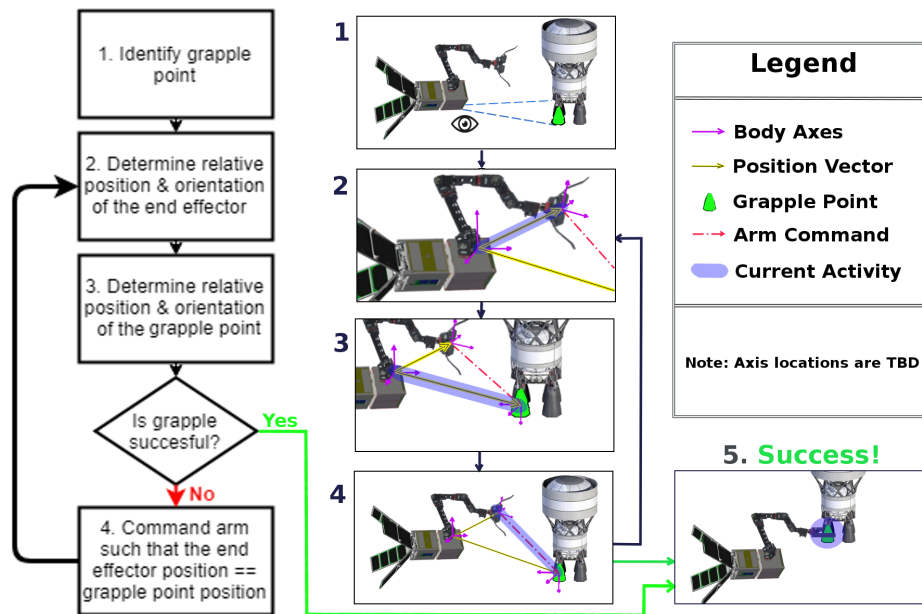 1. Identify grapple
point
2. Determine relative
position & orientation
of the end effector
3. Determine relative
position & orientation
of the grapple point
Is grapple
succesful?
Yes
No
4. Command arm
such that the end
effector position ==
grapple point position
1
2
3
4
Legend
Body Axes
Position Vector
Grapple Point
Arm Command
Current Activity
Note: Axis locations are TBD
5. Success!